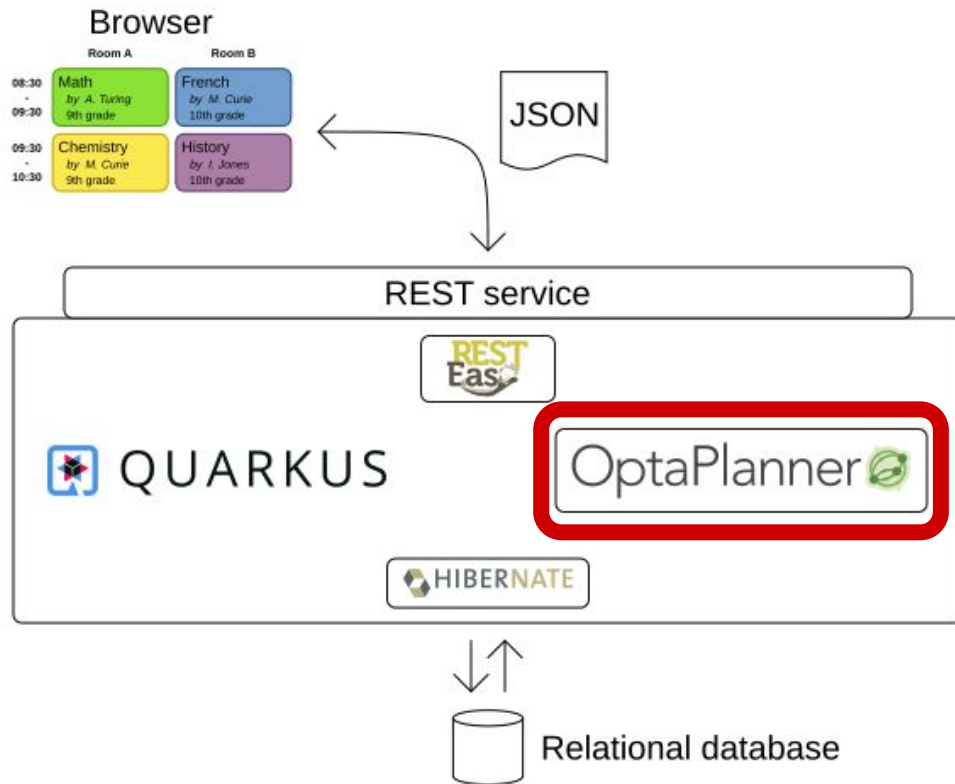 Browser
Room A Room B
08:30
-
09:30
Math
by A. Turing
9th grade
French
by M. Curie
10th grade
09:30
-
10:30
Chemistry
by M. Curie
9th grade
History
by I. Jones
10th grade
JSON
REST service
REST
Easy
QUARKUS
OptaPlanner
HIBERNATE
Relational database